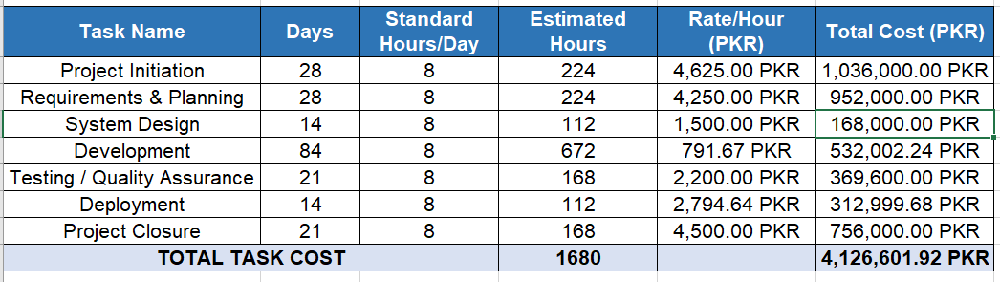 Task Name Days Standard Hours/Day Estimated Hours Rate/Hour (PKR) Total Cost (PKR)
Project Initiation 28 8 224 4,625.00 PKR 1,036,000.00 PKR
Requirements & Planning 28 8 224 4,250.00 PKR 952,000.00 PKR
System Design 14 8 112 1,500.00 PKR 168,000.00 PKR
Development 84 8 672 791.67 PKR 532,002.24 PKR
Testing / Quality Assurance 21 8 168 2,200.00 PKR 369,600.00 PKR
Deployment 14 8 112 2,794.64 PKR 312,999.68 PKR
Project Closure 21 8 168 4,500.00 PKR 756,000.00 PKR
TOTAL TASK COST 1680 4,126,601.92 PKR